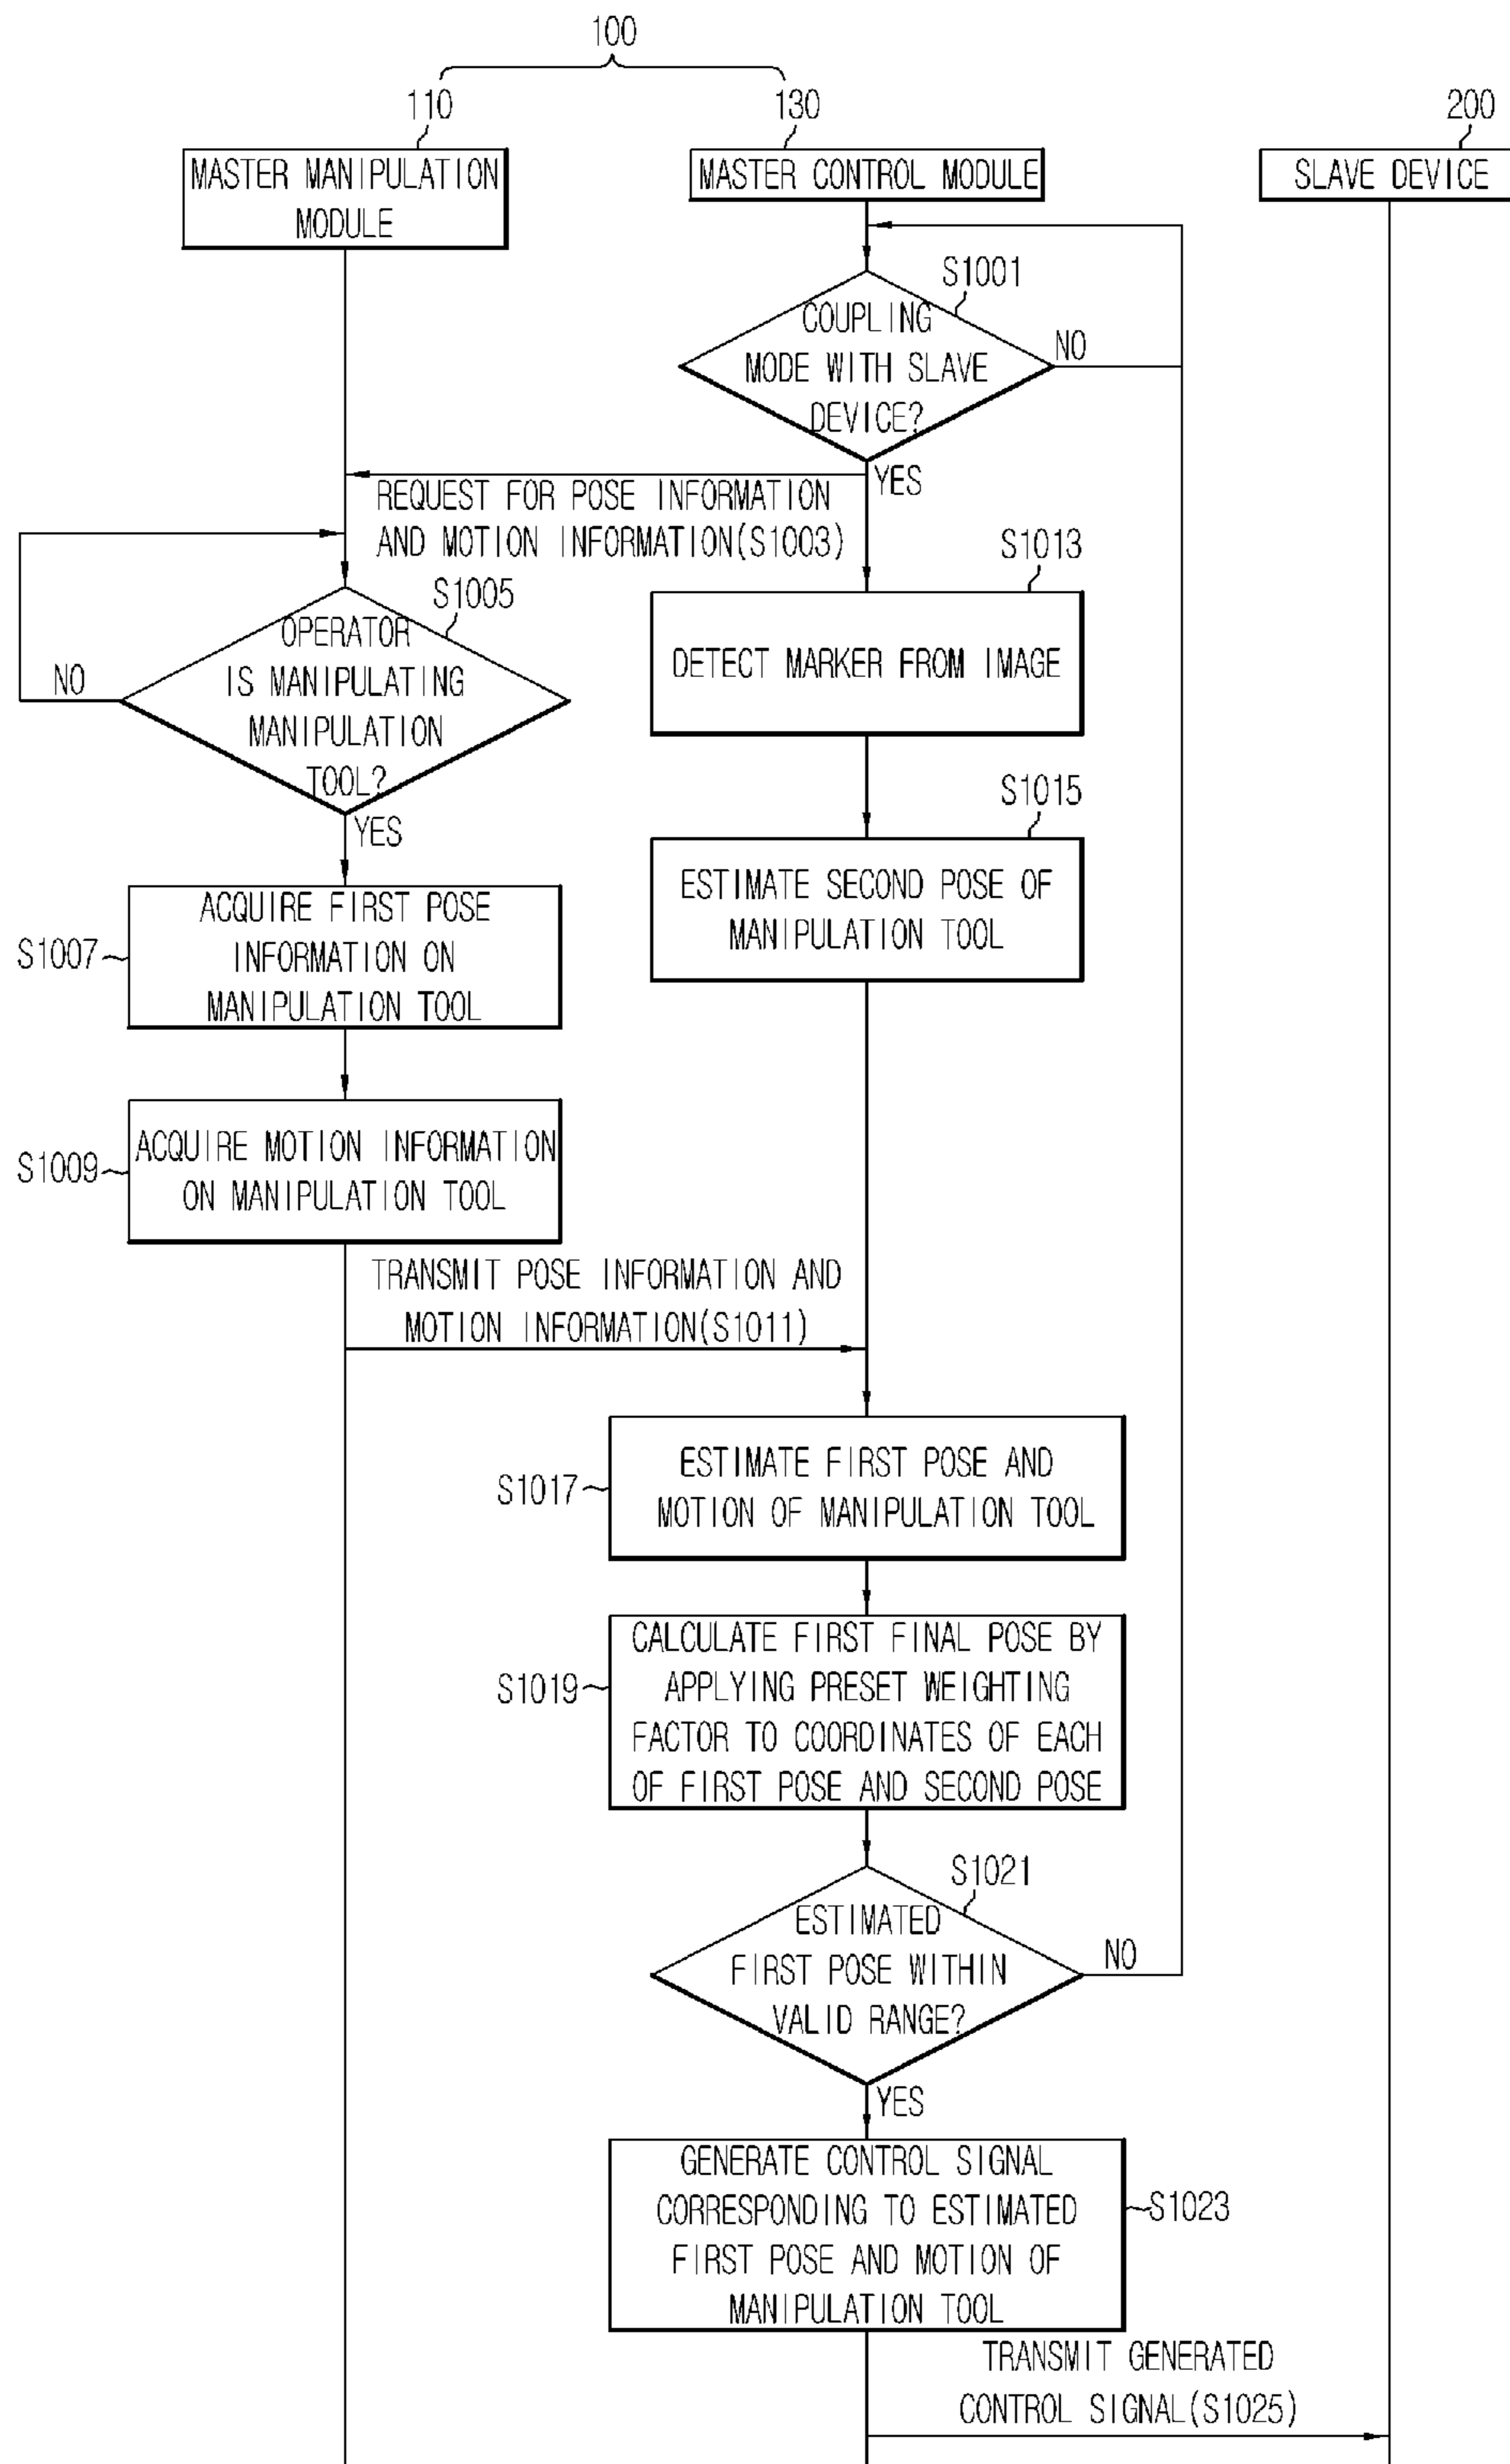 100
110
130
200
MASTER MANIPULATION
MODULE
MASTER CONTROL MODULE
SLAVE DEVICE
S1001
COUPLING
MODE WITH SLAVE
DEVICE?
NO
YES
REQUEST FOR POSE INFORMATION
AND MOTION INFORMATION(S1003)
S1005
OPERATOR
IS MANIPULATING
MANIPULATION
TOOL?
NO
YES
S1013
DETECT MARKER FROM IMAGE
S1015
ESTIMATE SECOND POSE OF
MANIPULATION TOOL
S1007
ACQUIRE FIRST POSE
INFORMATION ON
MANIPULATION TOOL
S1009
ACQUIRE MOTION INFORMATION
ON MANIPULATION TOOL
TRANSMIT POSE INFORMATION AND
MOTION INFORMATION(S1011)
S1017
ESTIMATE FIRST POSE AND
MOTION OF MANIPULATION TOOL
S1019
CALCULATE FIRST FINAL POSE BY
APPLYING PRESET WEIGHTING
FACTOR TO COORDINATES OF EACH
OF FIRST POSE AND SECOND POSE
S1021
ESTIMATED
FIRST POSE WITHIN
VALID RANGE?
NO
YES
GENERATE CONTROL SIGNAL
CORRESPONDING TO ESTIMATED
FIRST POSE AND MOTION OF
MANIPULATION TOOL
S1023
TRANSMIT GENERATED
CONTROL SIGNAL(S1025)